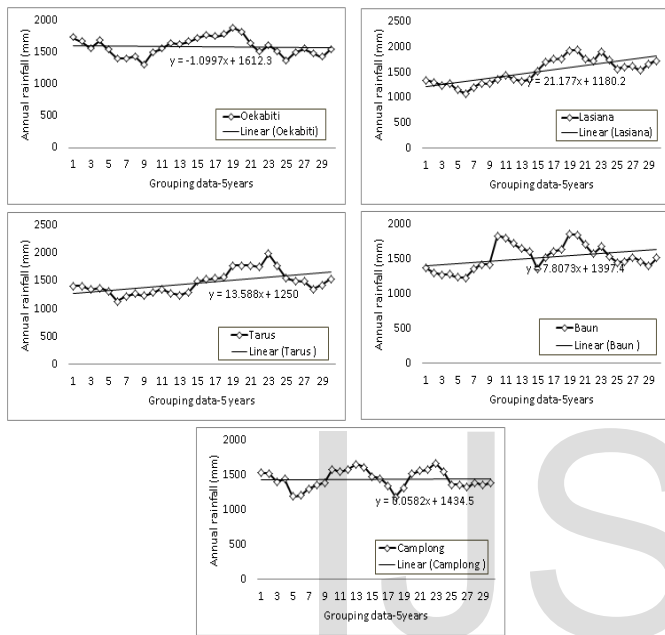 Annual rainfall (mm)
2000
1500
1000
500
0
y = -1.0997x + 1612.3
Oekabiti
Linear (Oekabiti)
1 3 5 7 9 11 13 15 17 19 21 23 25 27 29
Grouping data-5years
Annual rainfall (mm)
2500
2000
1500
1000
500
0
y = 21.177x + 1180.2
Lasiana
Linear (Lasiana)
1 3 5 7 9 11 13 15 17 19 21 23 25 27 29
Grouping data-5years
Annual rainfall (mm)
2500
2000
1500
1000
500
0
y = 13.588x + 1250
Tarus
Linear (Tarus )
1 3 5 7 9 11 13 15 17 19 21 23 25 27 29
Grouping data-5years
Annual rainfall (mm)
2000
1500
1000
500
0
y = 7.8073x + 1397.4
Baun
Linear (Baun )
1 3 5 7 9 11 13 15 17 19 21 23 25 27 29
Grouping data-5years
Annual rainfall (mm)
2000
1500
1000
500
0
y = 0.0582x + 1434.5
Camplong
Linear (Camplong )
1 3 5 7 9 11 13 15 17 19 21 23 25 27 29
Grouping data-5years
IJS